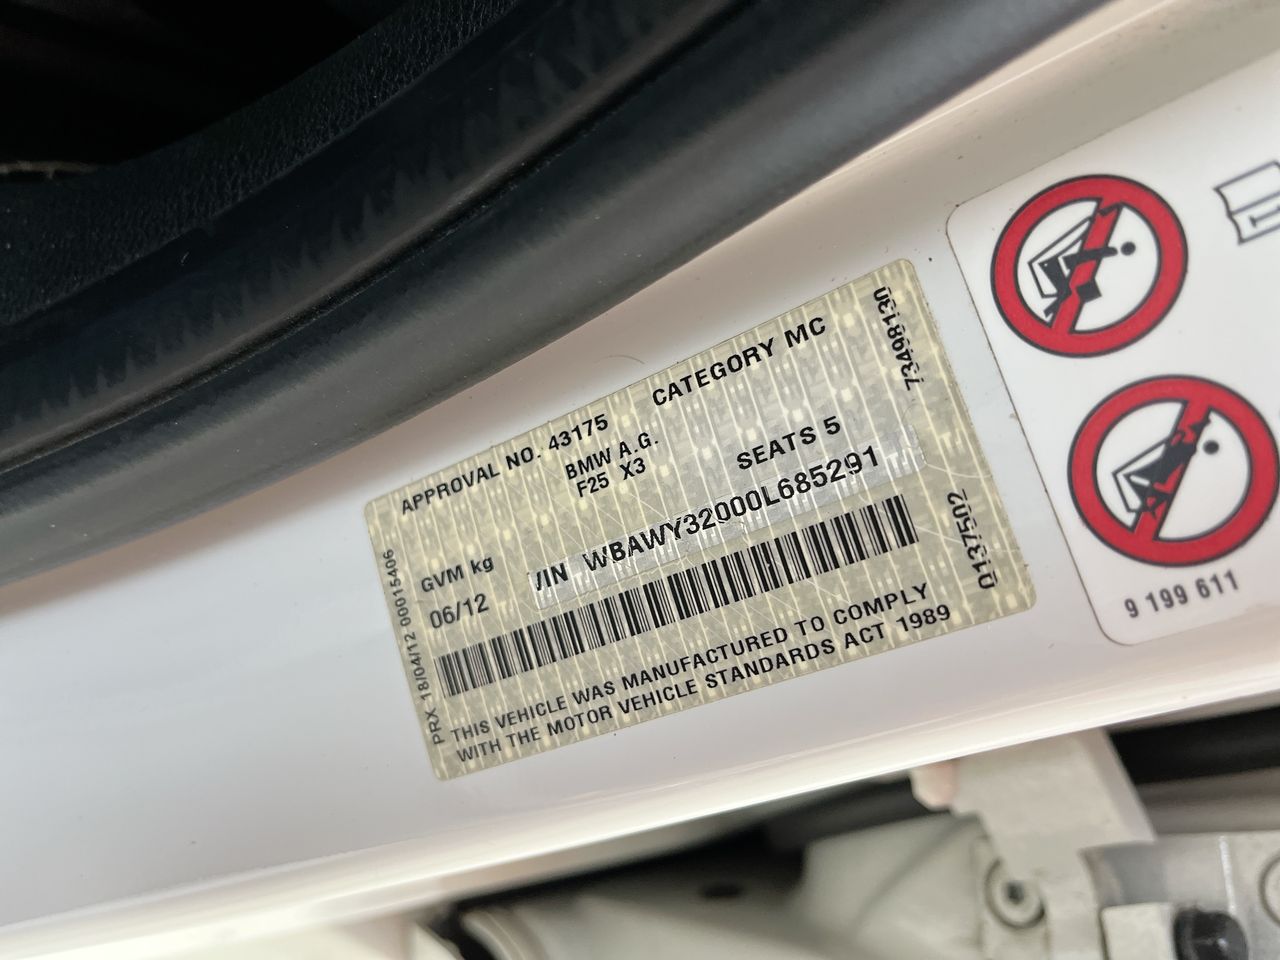 APPROVAL NO. 43175 CATEGORY MC
BMW A.G.
F25 X3
SEATS 5
GVM kg
06/12
VIN WBAWY32000L685291
THIS VEHICLE WAS MANUFACTURED TO COMPLY
WITH THE MOTOR VEHICLE STANDARDS ACT 1989
PRX 18/04/12 00015406
73498130
Q137502
9 199 611